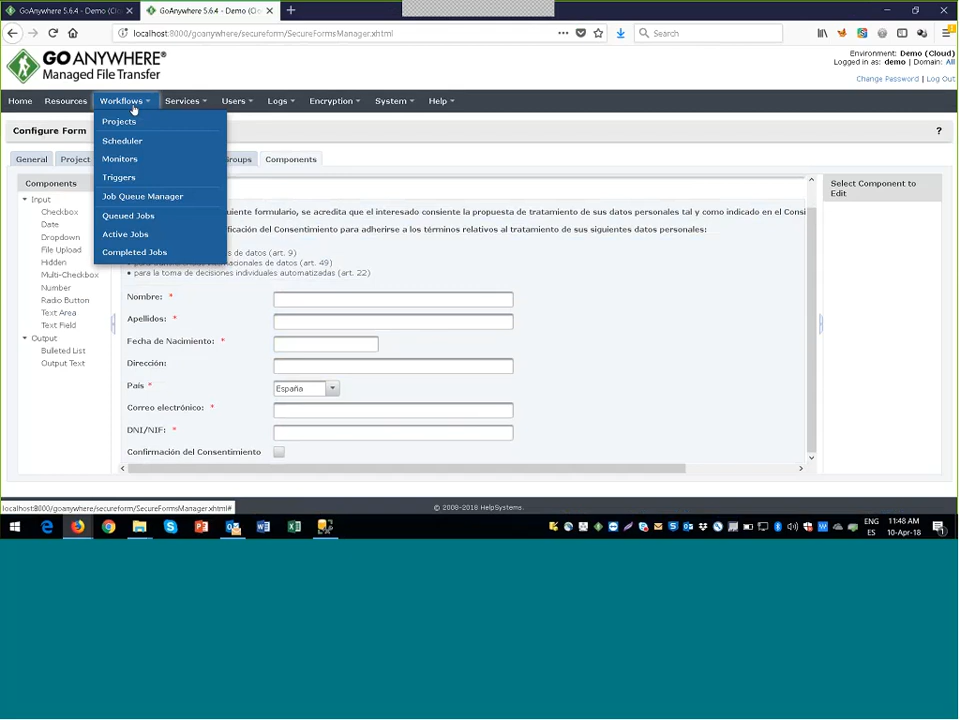 GoAnywhere 5.6.4 - Demo (Clo
GoAnywhere 5.6.4 - Demo (Clo
localhost:8000/goanywhere/secureform/SecureFormsManager.xhtml
Search
GOANYWHERE®
Managed File Transfer
Environment: Demo (Cloud)
Logged in as: demo | Domain: All
Change Password | Log Out
Home Resources Workflows Services Users Logs Encryption System Help
Configure Form
?
Projects
Scheduler
Monitors
Triggers
Job Queue Manager
Queued Jobs
Active Jobs
Completed Jobs
General Project roups Components
Components
Input
Checkbox
Date
Dropdown
File Upload
Hidden
Multi-Checkbox
Number
Radio Button
Text Area
Text Field
Output
Bulleted List
Output Text
uiente formulario, se acredita que el interesado consiente la propuesta de tratamiento de sus datos personales tal y como indicado en el Consi
ificación del Consentimiento para adherirse a los términos relativos al tratamiento de sus siguientes datos personales:
de datos (art. 9)
de datos (art. 49)
• para la toma de decisiones individuales automatizadas (art. 22)
Nombre: *
Apellidos: *
Fecha de Nacimiento: *
Dirección:
País *
España
Correo electrónico: *
DNI/NIF: *
Confirmación del Consentimiento
Select Component to
Edit
localhost:8000/goanywhere/secureform/SecureFormsManager.xhtml#
© 2008-2018 HelpSystems.
ENG
ES
11:48 AM
10-Apr-18